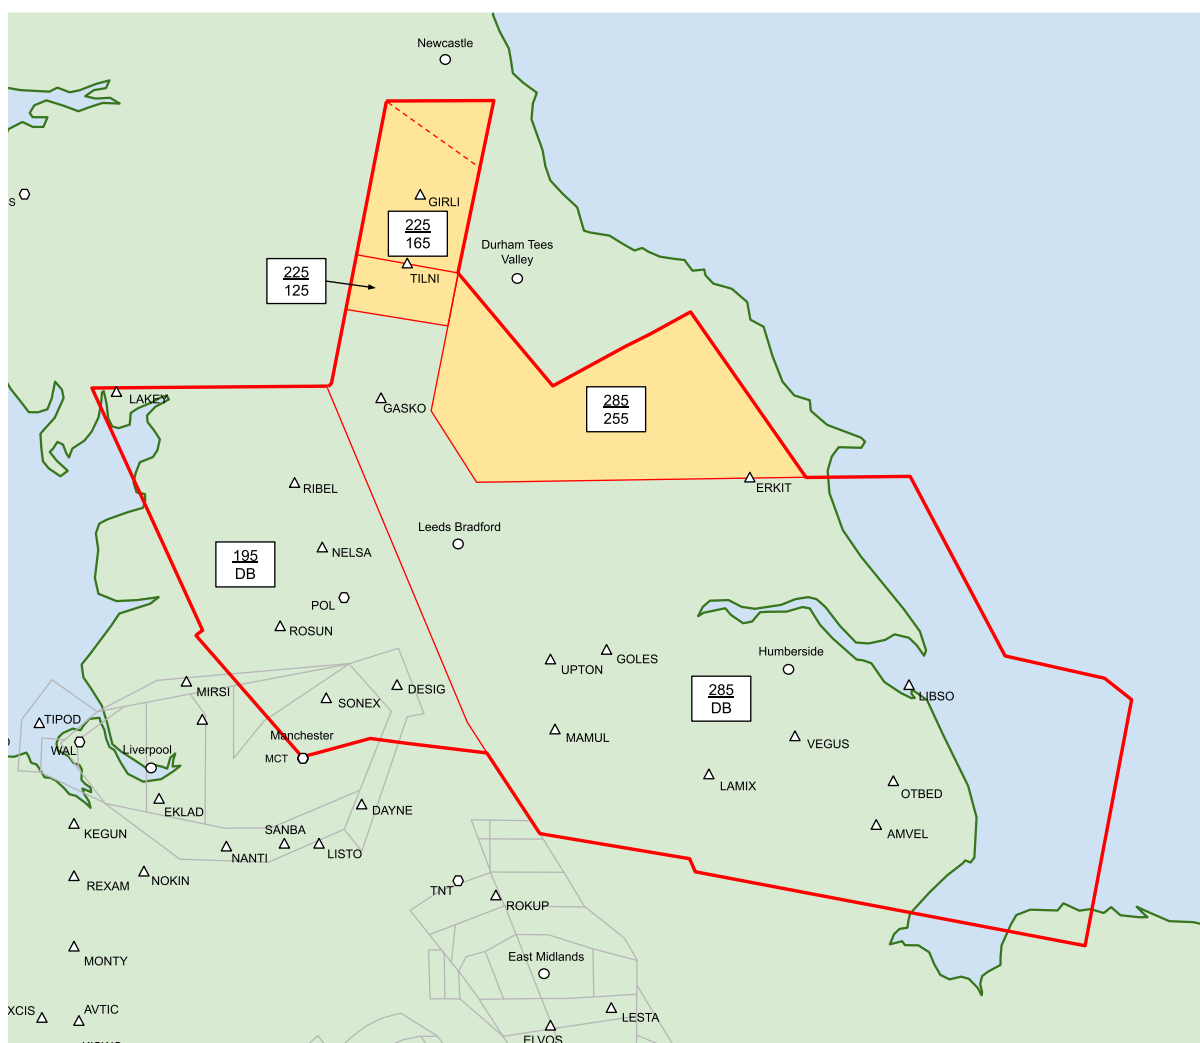 Newcastle
S
GIRLI
225
165
Durham Tees
Valley
TILNI
225
125
LAKEY
GASKO
285
255
RIBEL
ERKIT
Leeds Bradford
NELSA
195
DB
POL
ROSUN
UPTON
GOLES
Humberside
MIRSI
DESIG
SONEX
285
DB
LIBSO
TIPOD
Manchester
MAMUL
VEGUS
WAL
Liverpool
MCT
LAMIX
OTBED
EKLAD
DAYNE
KEGUN
SANBA
AMVEL
NANTI
LISTO
REXAM
NOKIN
TNT
ROKUP
MONTY
East Midlands
XCIS
AVTIC
LESTA
ELVOS